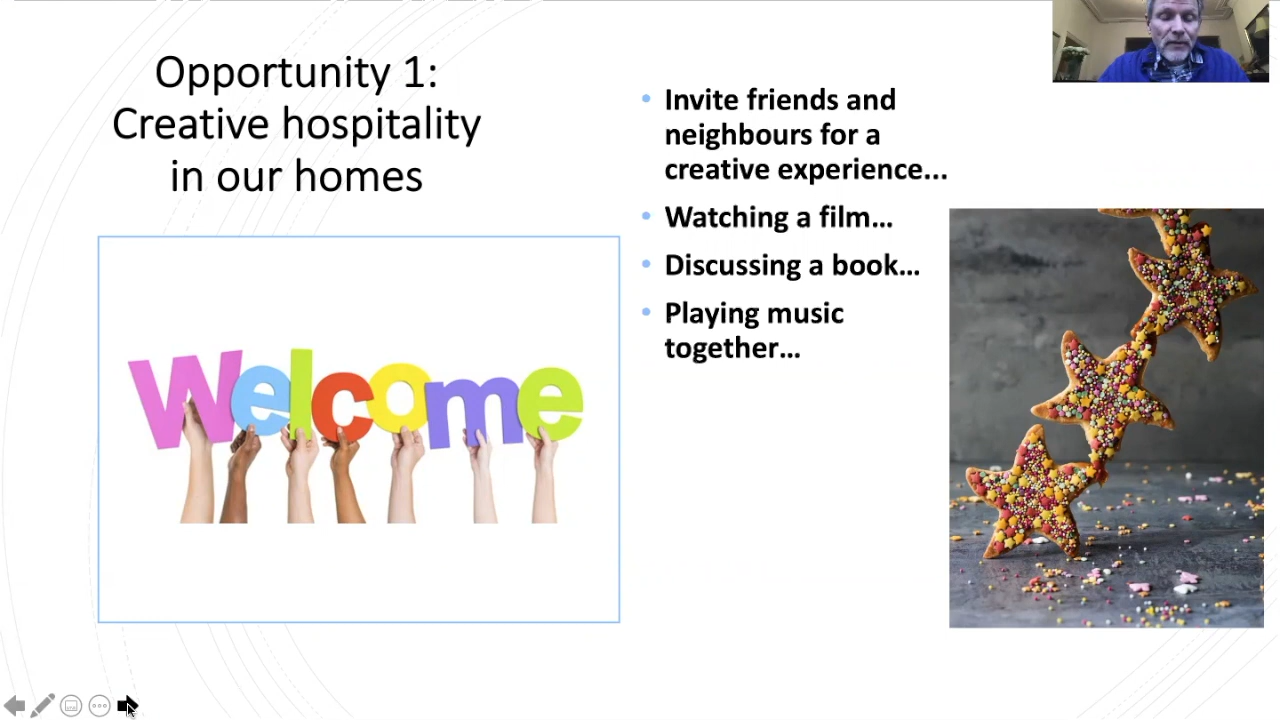 Opportunity 1:
Creative hospitality
in our homes
Welcome
Invite friends and
neighbours for a
creative experience...
Watching a film...
Discussing a book...
Playing music
together...